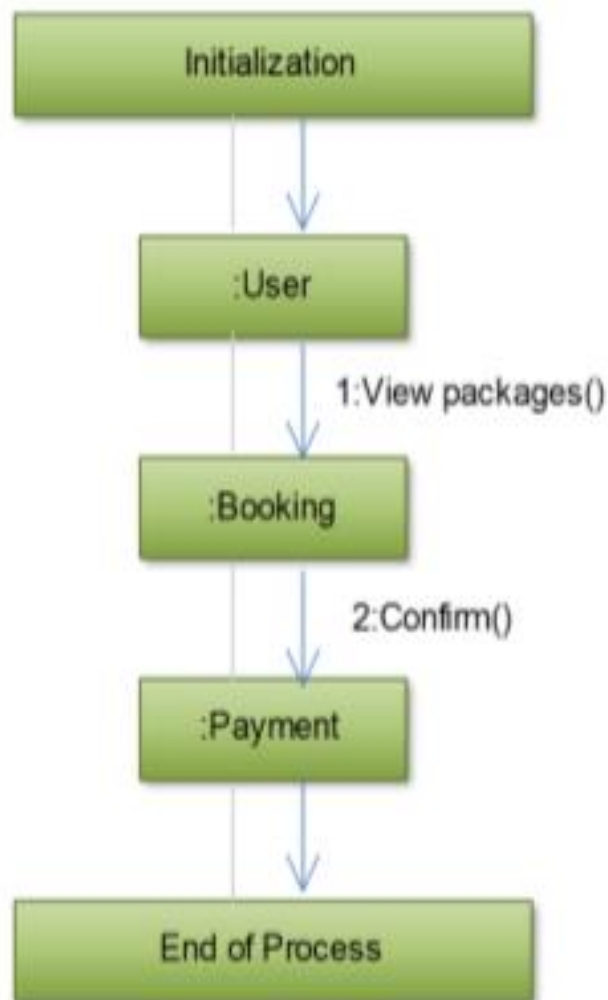 Initialization
:User
1:View packages()
:Booking
2:Confirm()
:Payment
End of Process